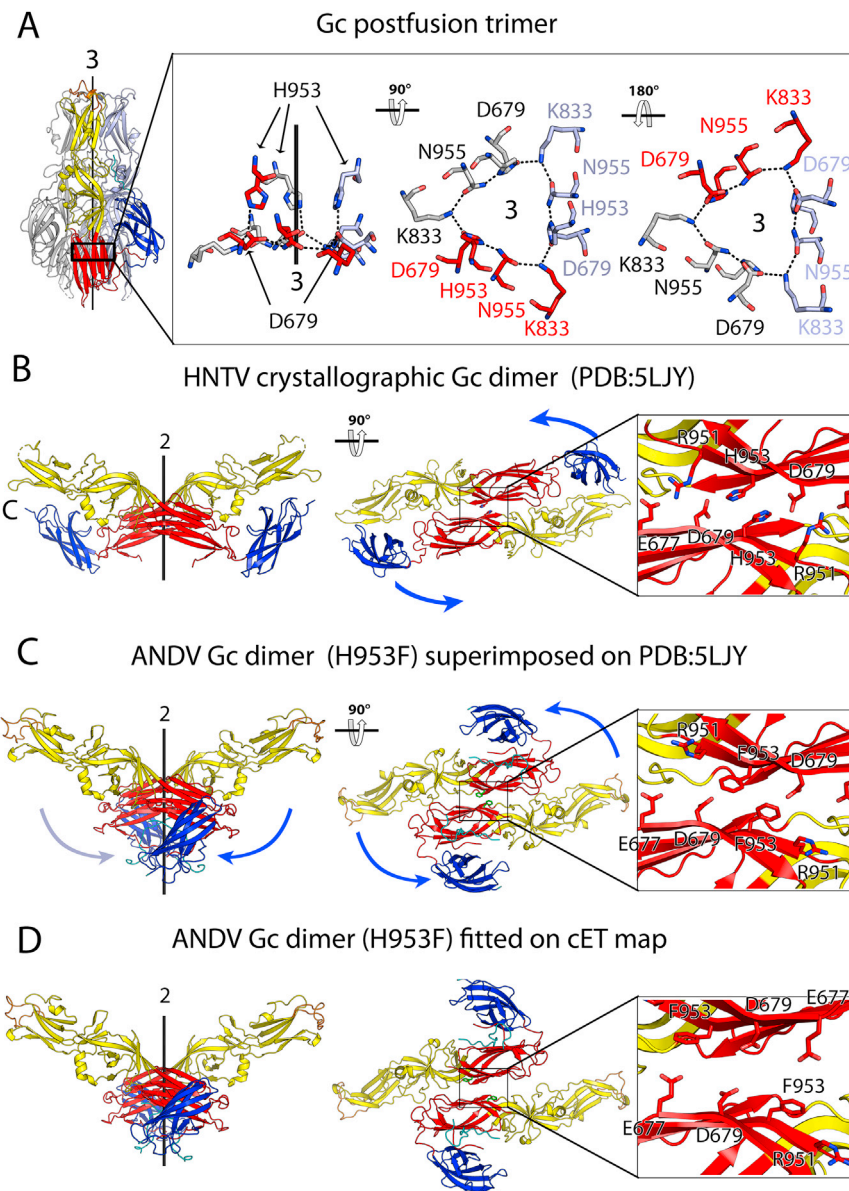 A
Gc postfusion trimer
3
H953
90°
D679
K833
180°
K833
N955
N955
N955
D679
D679
3
H953
3
K833
K833
3
D679
D679
N955
N955
D679
H953
N955
K833
D679
K833
B
HNTV crystallographic Gc dimer (PDB:5LJY)
2
90°
R951
H953
D679
C
E677
D679
H953
R951
C
ANDV Gc dimer (H953F) superimposed on PDB:5LJY
2
90°
R951
F953
D679
E677
D679
F953
R951
D
ANDV Gc dimer (H953F) fitted on cET map
2
D679
E677
F953
F953
E677
D679
R951